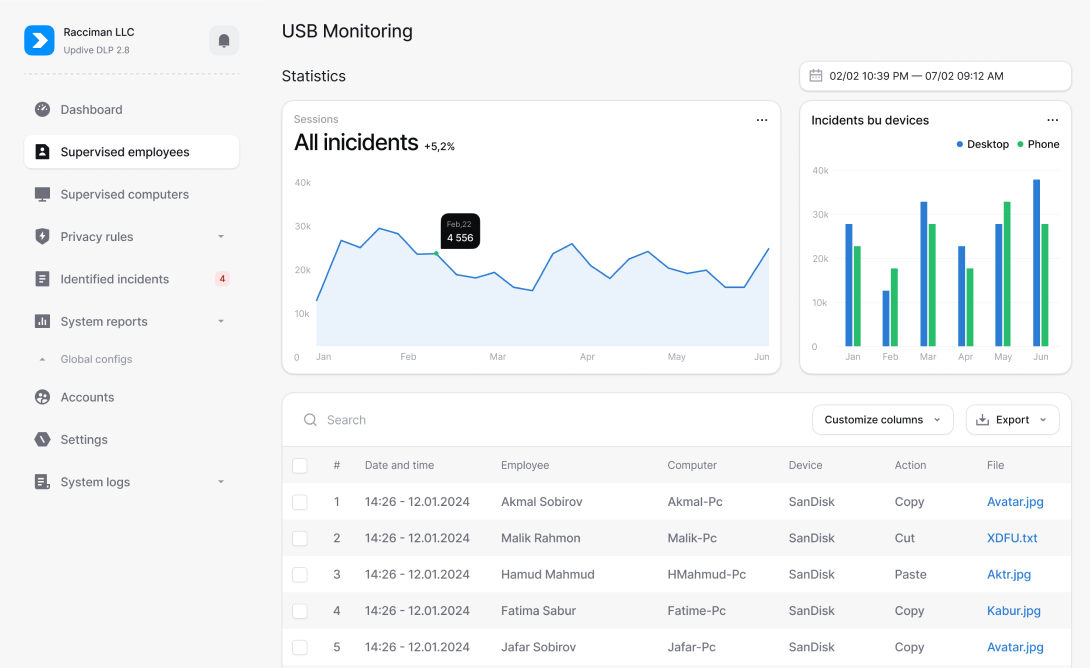 Racciman LLC
Updive DLP 2.8
Dashboard
Supervised employees
Supervised computers
Privacy rules
Identified incidents 4
System reports
Global configs
Accounts
Settings
System logs
USB Monitoring
Statistics
02/02 10:39 PM — 07/02 09:12 AM
Sessions
All inicidents +5,2%
40k
30k
20k
10k
0
Feb,22
4 556
Jan Feb Mar Apr May Jun
Incidents bu devices
Desktop Phone
40k
30k
20k
10k
0
Jan Feb Mar Apr May Jun
Search
Customize columns
Export
# Date and time Employee Computer Device Action File
1 14:26 - 12.01.2024 Akmal Sobirov Akmal-Pc SanDisk Copy Avatar.jpg
2 14:26 - 12.01.2024 Malik Rahmon Malik-Pc SanDisk Cut XDFU.txt
3 14:26 - 12.01.2024 Hamud Mahmud HMahmud-Pc SanDisk Paste Aktr.jpg
4 14:26 - 12.01.2024 Fatima Sabur Fatime-Pc SanDisk Copy Kabur.jpg
5 14:26 - 12.01.2024 Jafar Sobirov Jafar-Pc SanDisk Copy Avatar.jpg